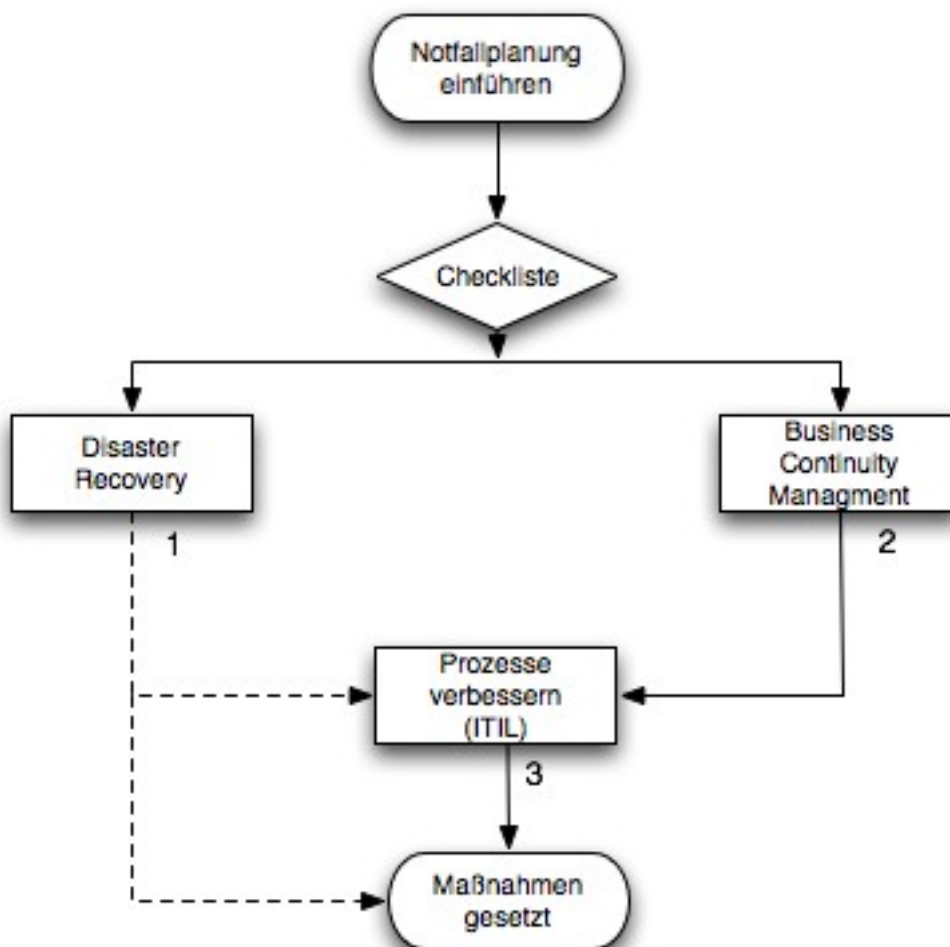 Notfallplanung
einführen
Checkliste
Disaster
Recovery
1
Business
Continuity
Managment
2
Prozesse
verbessern
(ITIL)
3
Maßnahmen
gesetzt